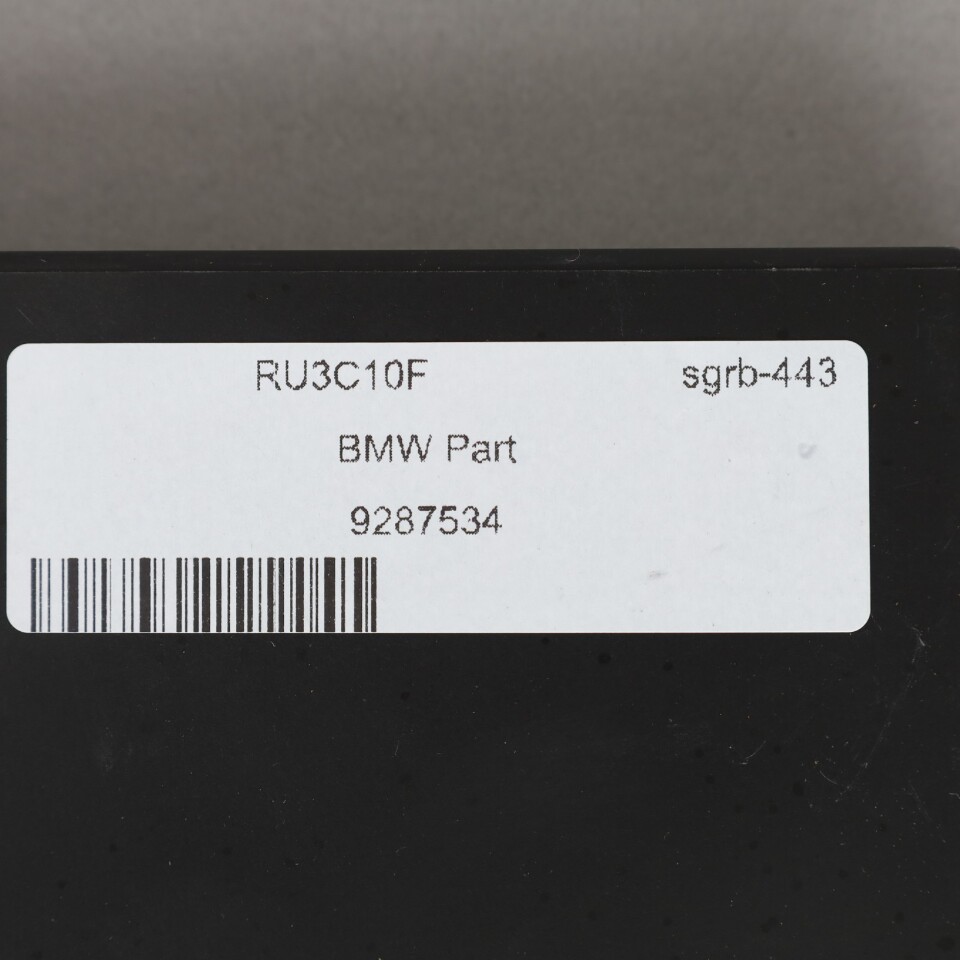 RU3C10F sgrb-443
BMW Part
9287534